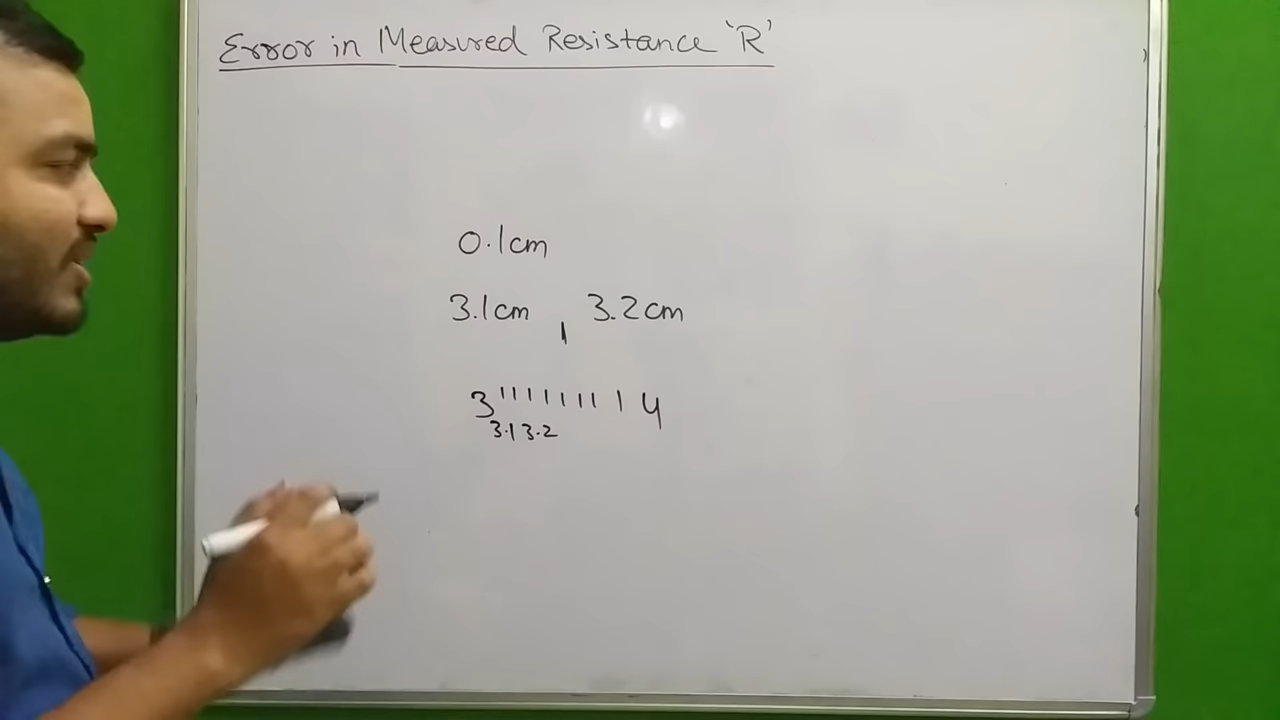 Error in Measured Resistance 'R'
0.1cm
3.1cm , 3.2cm
3 4
3.1 3.2